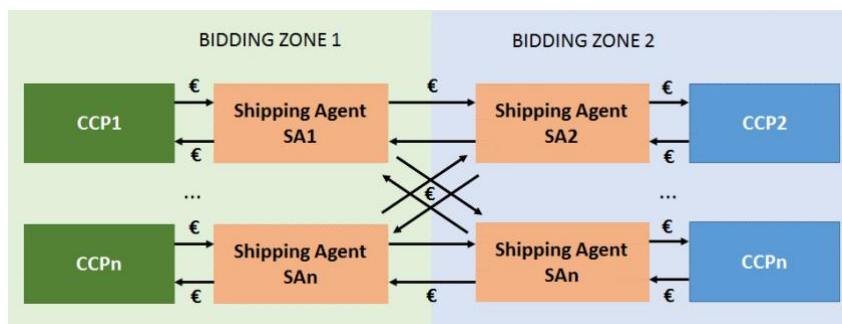 BIDDING ZONE 1
BIDDING ZONE 2
€
€
€
CCP1
Shipping Agent
SA1
Shipping Agent
SA2
CCP2
€
€
...
€
...
€
€
CCPn
Shipping Agent
SAn
Shipping Agent
SAn
CCPn
€
€
€